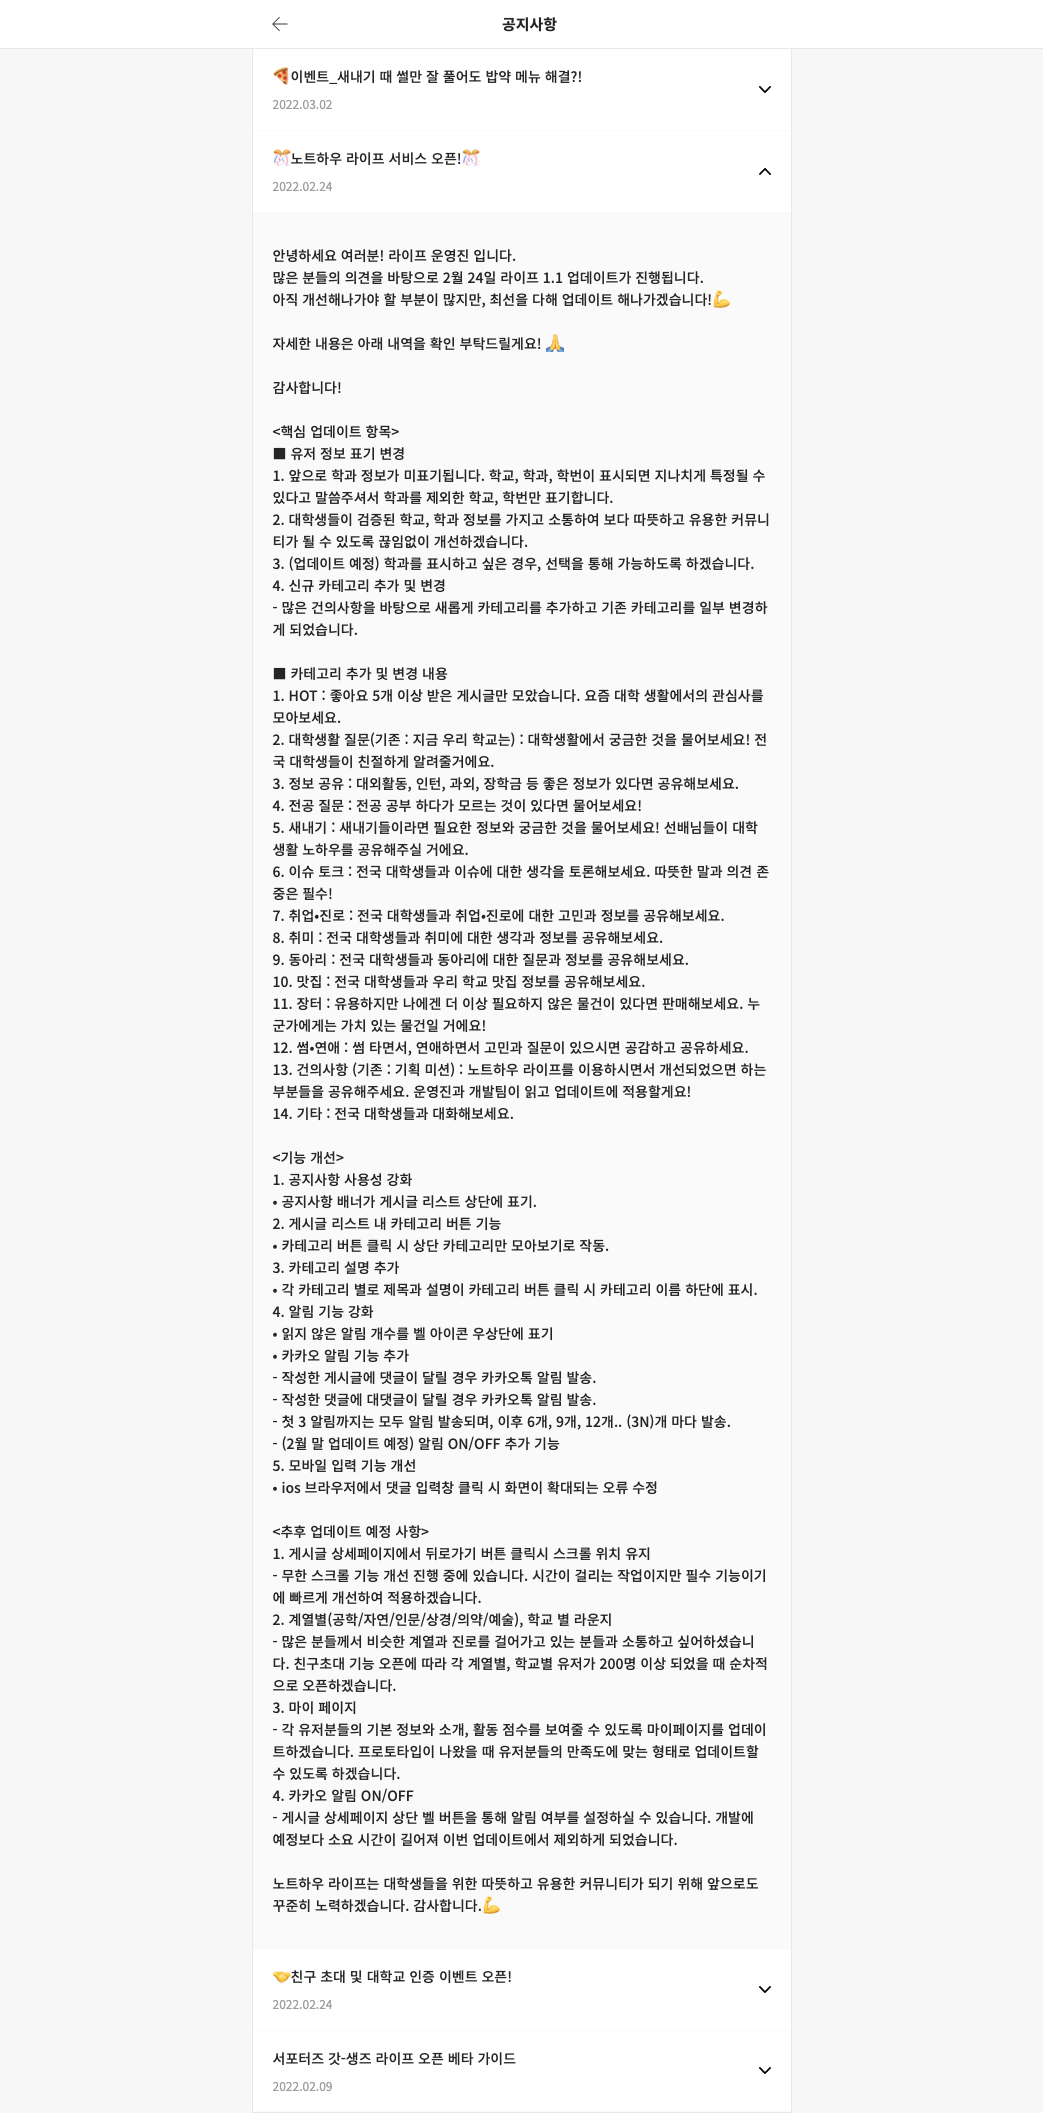 공지사항
🍕이벤트_새내기 때 썰만 잘 풀어도 밥약 메뉴 해결?!
2022.03.02
🎊노트하우 라이프 서비스 오픈!🎊
2022.02.24
안녕하세요 여러분! 라이프 운영진 입니다.
많은 분들의 의견을 바탕으로 2월 24일 라이프 1.1 업데이트가 진행됩니다.
아직 개선해나가야 할 부분이 많지만, 최선을 다해 업데이트 해나가겠습니다!💪
자세한 내용은 아래 내역을 확인 부탁드릴게요! 🙏
감사합니다!
<핵심 업데이트 항목>
■ 유저 정보 표기 변경
1. 앞으로 학과 정보가 미표기됩니다. 학교, 학과, 학번이 표시되면 지나치게 특정될 수
있다고 말씀주셔서 학과를 제외한 학교, 학번만 표기합니다.
2. 대학생들이 검증된 학교, 학과 정보를 가지고 소통하여 보다 따뜻하고 유용한 커뮤니
티가 될 수 있도록 끊임없이 개선하겠습니다.
3. (업데이트 예정) 학과를 표시하고 싶은 경우, 선택을 통해 가능하도록 하겠습니다.
4. 신규 카테고리 추가 및 변경
- 많은 건의사항을 바탕으로 새롭게 카테고리를 추가하고 기존 카테고리를 일부 변경하
게 되었습니다.
■ 카테고리 추가 및 변경 내용
1. HOT : 좋아요 5개 이상 받은 게시글만 모았습니다. 요즘 대학 생활에서의 관심사를
모아보세요.
2. 대학생활 질문(기존 : 지금 우리 학교는) : 대학생활에서 궁금한 것을 물어보세요! 전
국 대학생들이 친절하게 알려줄거에요.
3. 정보 공유 : 대외활동, 인턴, 과외, 장학금 등 좋은 정보가 있다면 공유해보세요.
4. 전공 질문 : 전공 공부 하다가 모르는 것이 있다면 물어보세요!
5. 새내기 : 새내기들이라면 필요한 정보와 궁금한 것을 물어보세요! 선배님들이 대학
생활 노하우를 공유해주실 거에요.
6. 이슈 토크 : 전국 대학생들과 이슈에 대한 생각을 토론해보세요. 따뜻한 말과 의견 존
중은 필수!
7. 취업•진로 : 전국 대학생들과 취업•진로에 대한 고민과 정보를 공유해보세요.
8. 취미 : 전국 대학생들과 취미에 대한 생각과 정보를 공유해보세요.
9. 동아리 : 전국 대학생들과 동아리에 대한 질문과 정보를 공유해보세요.
10. 맛집 : 전국 대학생들과 우리 학교 맛집 정보를 공유해보세요.
11. 장터 : 유용하지만 나에겐 더 이상 필요하지 않은 물건이 있다면 판매해보세요. 누
군가에게는 가치 있는 물건일 거에요!
12. 썸•연애 : 썸 타면서, 연애하면서 고민과 질문이 있으시면 공감하고 공유하세요.
13. 건의사항 (기존 : 기획 미션) : 노트하우 라이프를 이용하시면서 개선되었으면 하는
부분들을 공유해주세요. 운영진과 개발팀이 읽고 업데이트에 적용할게요!
14. 기타 : 전국 대학생들과 대화해보세요.
<기능 개선>
1. 공지사항 사용성 강화
• 공지사항 배너가 게시글 리스트 상단에 표기.
2. 게시글 리스트 내 카테고리 버튼 기능
• 카테고리 버튼 클릭 시 상단 카테고리만 모아보기로 작동.
3. 카테고리 설명 추가
• 각 카테고리 별로 제목과 설명이 카테고리 버튼 클릭 시 카테고리 이름 하단에 표시.
4. 알림 기능 강화
• 읽지 않은 알림 개수를 벨 아이콘 우상단에 표기
• 카카오 알림 기능 추가
- 작성한 게시글에 댓글이 달릴 경우 카카오톡 알림 발송.
- 작성한 댓글에 대댓글이 달릴 경우 카카오톡 알림 발송.
- 첫 3 알림까지는 모두 알림 발송되며, 이후 6개, 9개, 12개.. (3N)개 마다 발송.
- (2월 말 업데이트 예정) 알림 ON/OFF 추가 기능
5. 모바일 입력 기능 개선
• ios 브라우저에서 댓글 입력창 클릭 시 화면이 확대되는 오류 수정
<추후 업데이트 예정 사항>
1. 게시글 상세페이지에서 뒤로가기 버튼 클릭시 스크롤 위치 유지
- 무한 스크롤 기능 개선 진행 중에 있습니다. 시간이 걸리는 작업이지만 필수 기능이기
에 빠르게 개선하여 적용하겠습니다.
2. 계열별(공학/자연/인문/상경/의약/예술), 학교 별 라운지
- 많은 분들께서 비슷한 계열과 진로를 걸어가고 있는 분들과 소통하고 싶어하셨습니
다. 친구초대 기능 오픈에 따라 각 계열별, 학교별 유저가 200명 이상 되었을 때 순차적
으로 오픈하겠습니다.
3. 마이 페이지
- 각 유저분들의 기본 정보와 소개, 활동 점수를 보여줄 수 있도록 마이페이지를 업데이
트하겠습니다. 프로토타입이 나왔을 때 유저분들의 만족도에 맞는 형태로 업데이트할
수 있도록 하겠습니다.
4. 카카오 알림 ON/OFF
- 게시글 상세페이지 상단 벨 버튼을 통해 알림 여부를 설정하실 수 있습니다. 개발에
예정보다 소요 시간이 길어져 이번 업데이트에서 제외하게 되었습니다.
노트하우 라이프는 대학생들을 위한 따뜻하고 유용한 커뮤니티가 되기 위해 앞으로도
꾸준히 노력하겠습니다. 감사합니다.💪
🤝친구 초대 및 대학교 인증 이벤트 오픈!
2022.02.24
서포터즈 갓-생즈 라이프 오픈 베타 가이드
2022.02.09